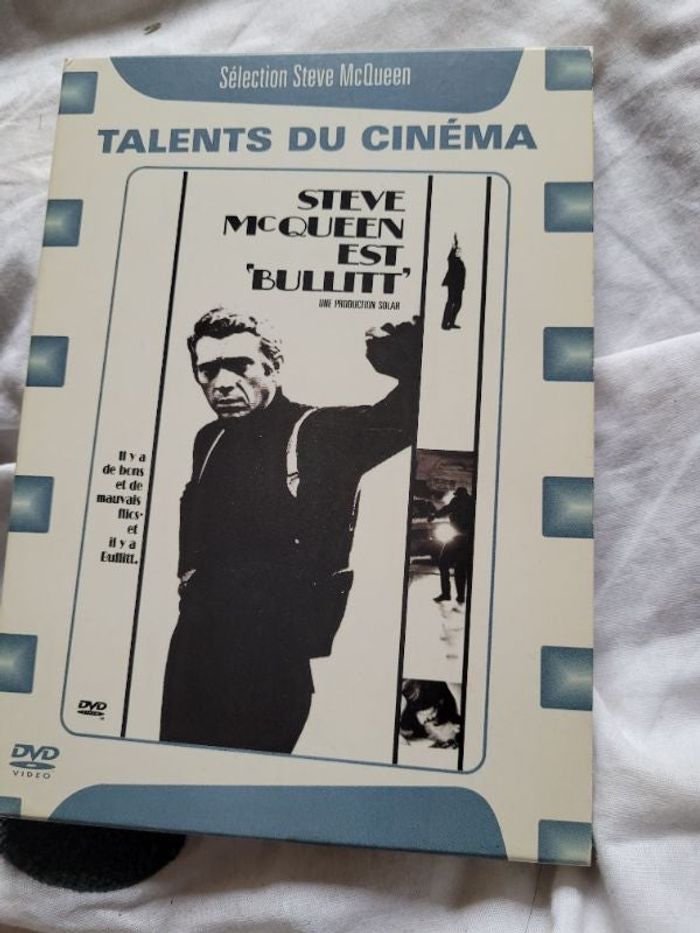 Sélection Steve McQueen
TALENTS DU CINÉMA
STEVE
McQUEEN
EST
'BULLITT'
UNE PRODUCTION SOLAR
Il y a
de bons
et de
mauvais
flics-
et
il y a
Bullitt.
DVD
VIDEO
DVD
VIDEO